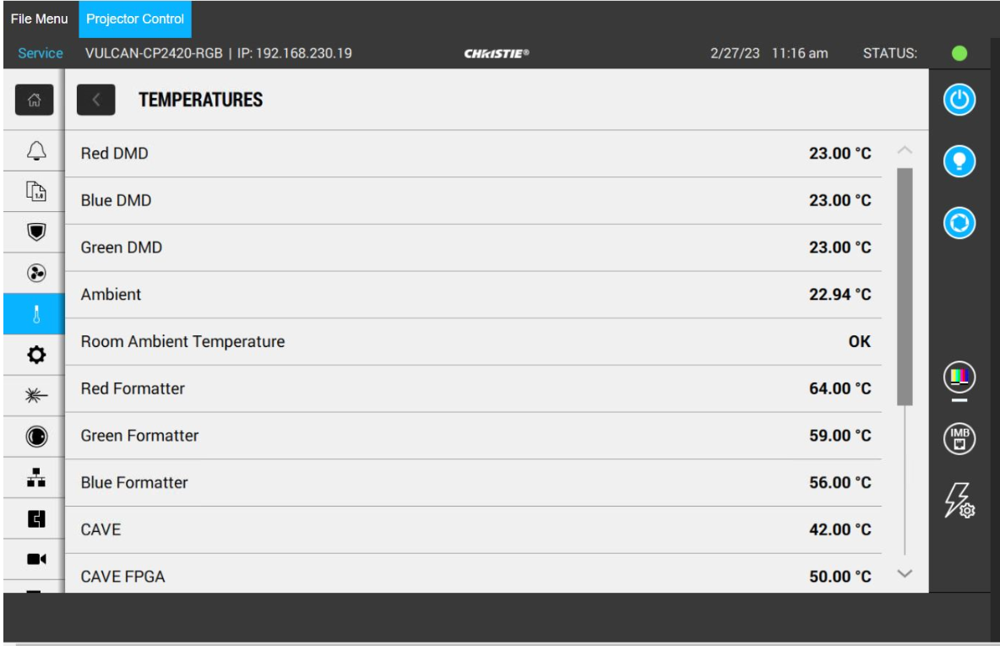 File Menu Projector Control
Service VULCAN-CP2420-RGB | IP: 192.168.230.19 CHRISTIE® 2/27/23 11:16 am STATUS:
TEMPERATURES
Red DMD 23.00 °C
1.0
Blue DMD 23.00 °C
Green DMD 23.00 °C
Ambient 22.94 °C
Room Ambient Temperature OK
Red Formatter 64.00 °C
Green Formatter 59.00 °C
IMB
Blue Formatter 56.00 °C
CAVE 42.00 °C
CAVE FPGA 50.00 °C